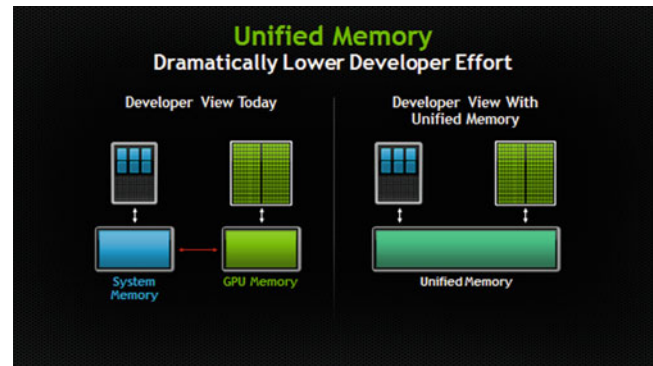 Unified Memory
Dramatically Lower Developer Effort
Developer View Today
Developer View With
Unified Memory
System
Memory
GPU Memory
Unified Memory